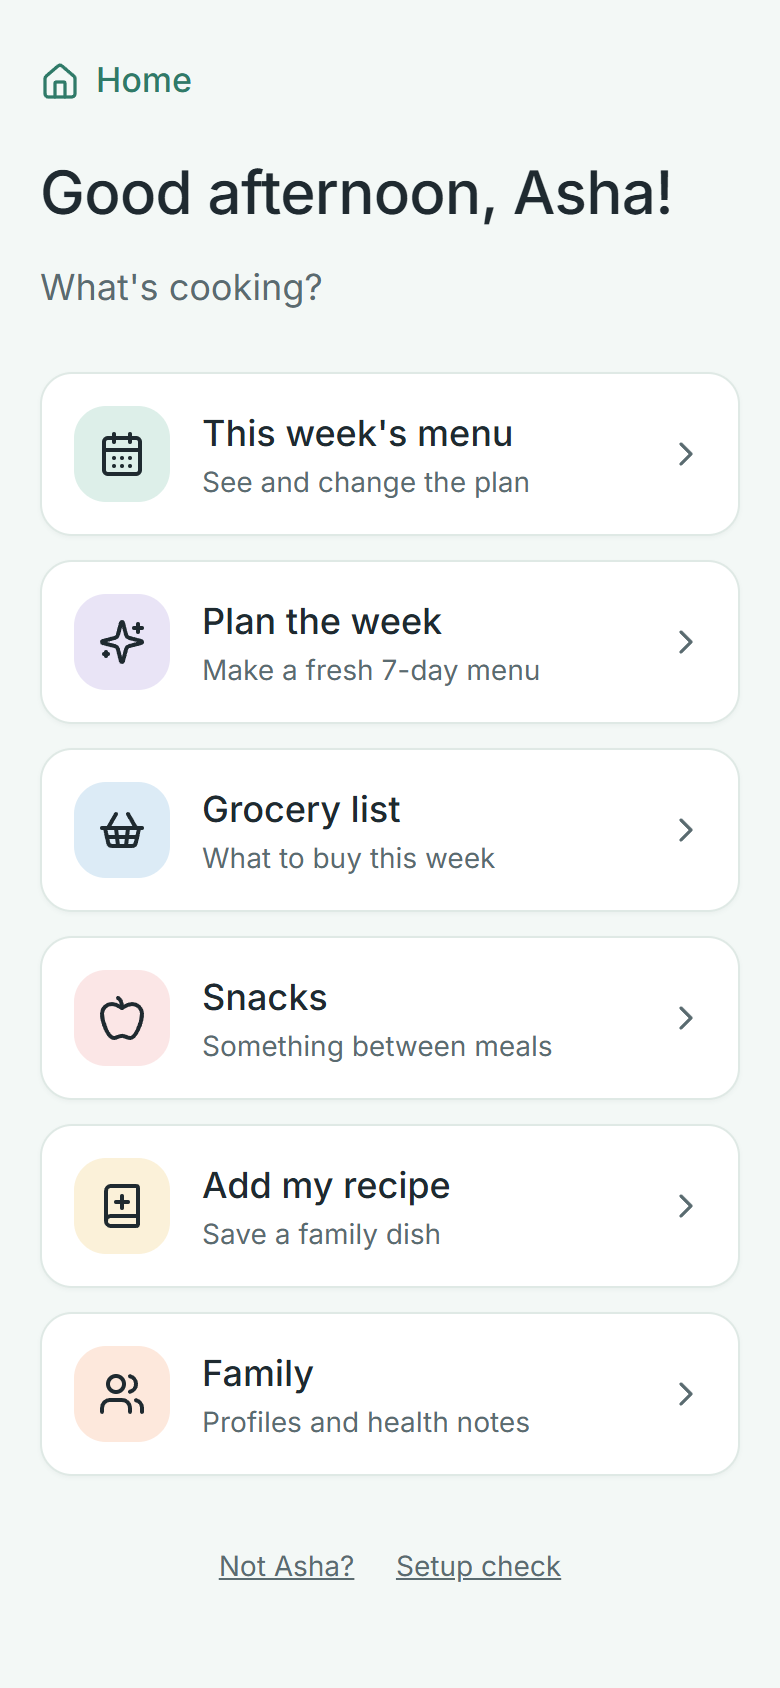 Home
Good afternoon, Asha!
What's cooking?
This week's menu
See and change the plan
Plan the week
Make a fresh 7-day menu
Grocery list
What to buy this week
Snacks
Something between meals
Add my recipe
Save a family dish
Family
Profiles and health notes
Not Asha? Setup check